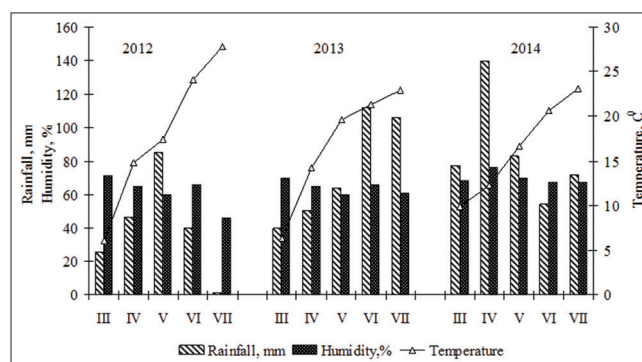 2012 2013 2014
160
140
120
100
80
60
40
20
0
Rainfall, mm
Humidity, %
30
25
20
15
10
5
0
Temperature, C⁰
III IV V VI VII III IV V VI VII III IV V VI VII
Rainfall, mm Humidity,% Temperature